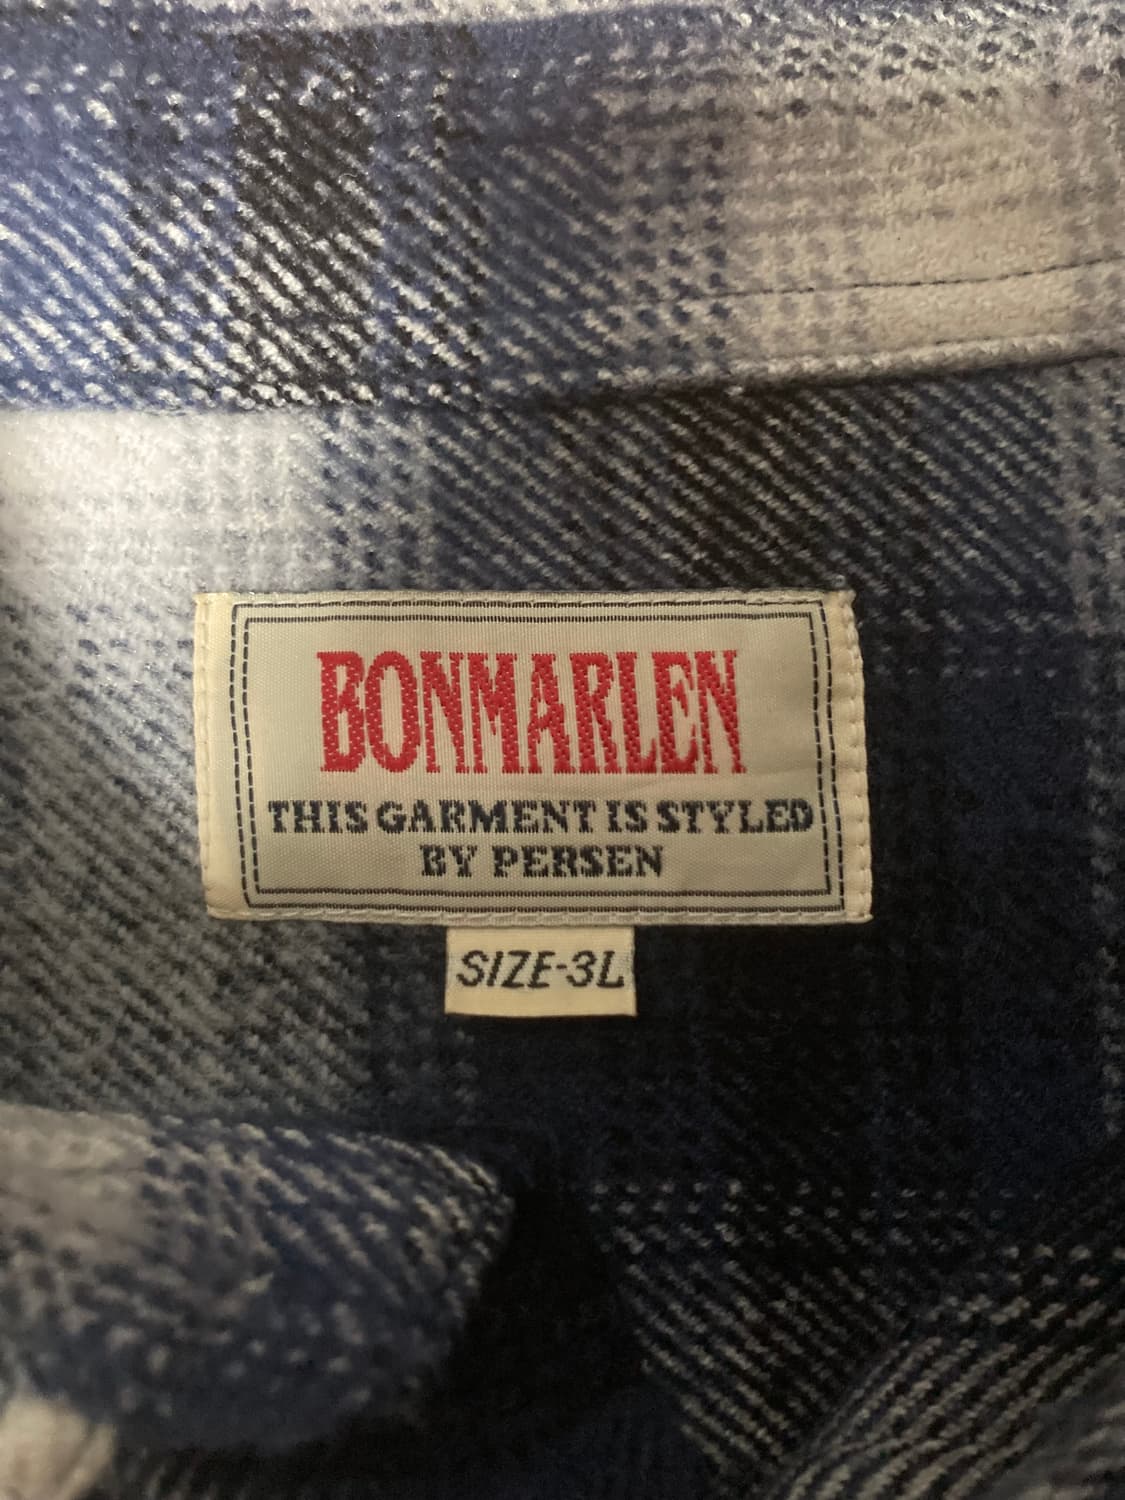 BONMARLEN
THIS GARMENT IS STYLED
BY PERSEN
SIZE-3L